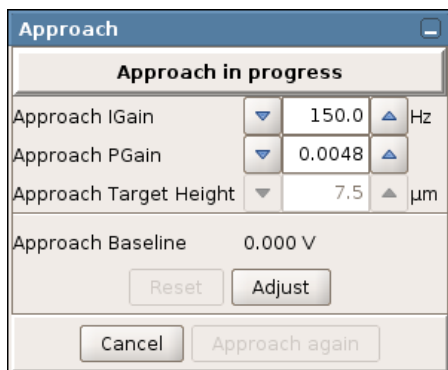 Approach
Approach in progress
Approach IGain 150.0 Hz
Approach PGain 0.0048
Approach Target Height 7.5 μm
Approach Baseline 0.000 V
Reset Adjust
Cancel Approach again